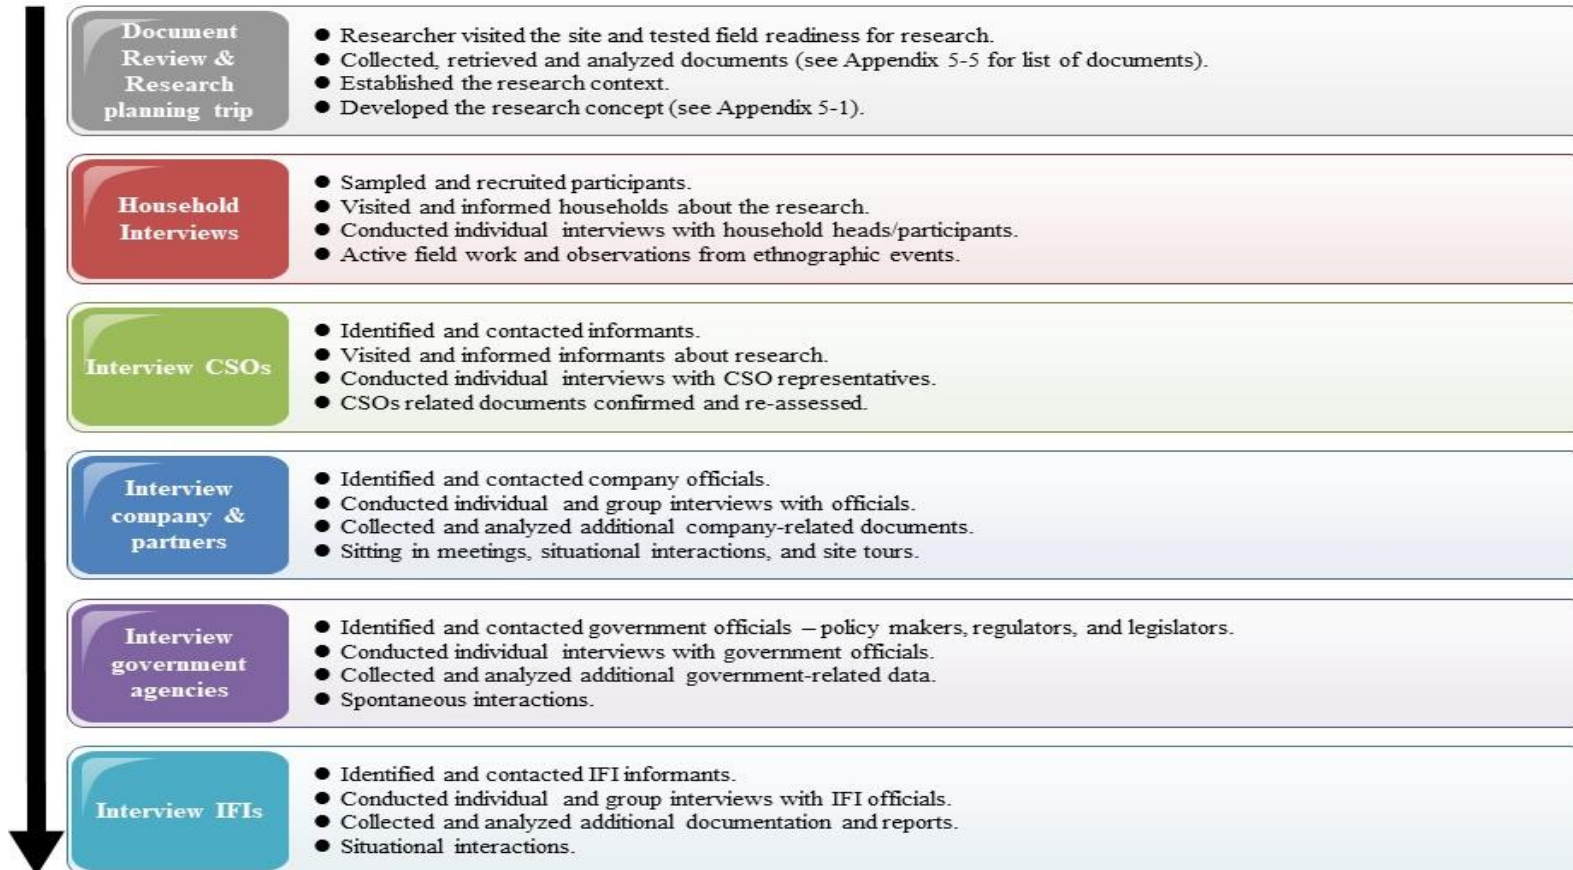 Document
Review &
Research
planning trip
● Researcher visited the site and tested field readiness for research.
● Collected, retrieved and analyzed documents (see Appendix 5-5 for list of documents).
● Established the research context.
● Developed the research concept (see Appendix 5-1).
Household
Interviews
● Sampled and recruited participants.
● Visited and informed households about the research.
● Conducted individual interviews with household heads/participants.
● Active field work and observations from ethnographic events.
Interview CSOs
● Identified and contacted informants.
● Visited and informed informants about research.
● Conducted individual interviews with CSO representatives.
● CSOs related documents confirmed and re-assessed.
Interview
company &
partners
● Identified and contacted company officials.
● Conducted individual and group interviews with officials.
● Collected and analyzed additional company-related documents.
● Sitting in meetings, situational interactions, and site tours.
Interview
government
agencies
● Identified and contacted government officials – policy makers, regulators, and legislators.
● Conducted individual interviews with government officials.
● Collected and analyzed additional government-related data.
● Spontaneous interactions.
Interview IFIs
● Identified and contacted IFI informants.
● Conducted individual and group interviews with IFI officials.
● Collected and analyzed additional documentation and reports.
● Situational interactions.